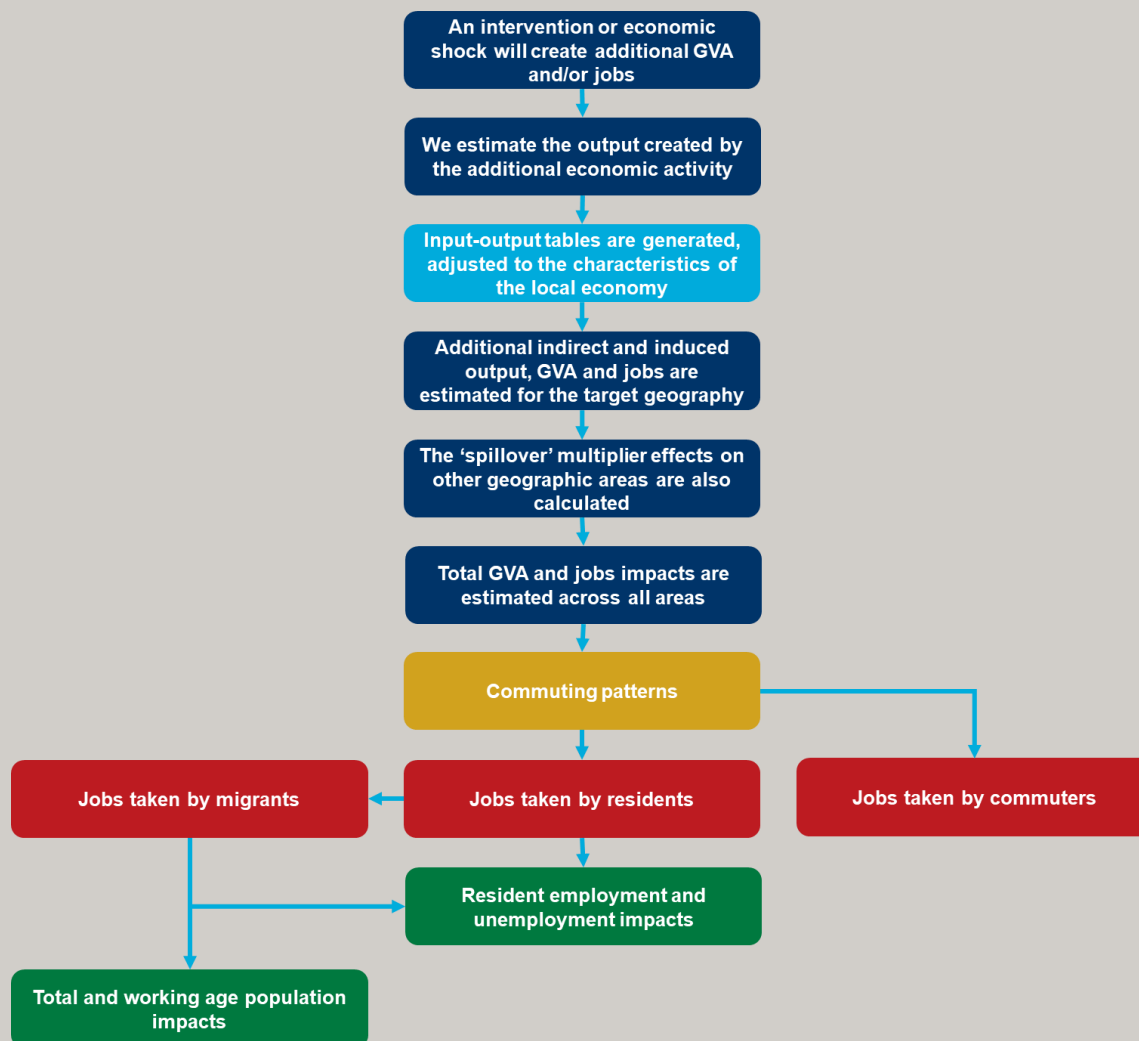 An intervention or economic
shock will create additional GVA
and/or jobs
We estimate the output created by
the additional economic activity
Input-output tables are generated,
adjusted to the characteristics of
the local economy
Additional indirect and induced
output, GVA and jobs are
estimated for the target geography
The ‘spillover’ multiplier effects on
other geographic areas are also
calculated
Total GVA and jobs impacts are
estimated across all areas
Commuting patterns
Jobs taken by migrants
Jobs taken by residents
Jobs taken by commuters
Resident employment and
unemployment impacts
Total and working age population
impacts